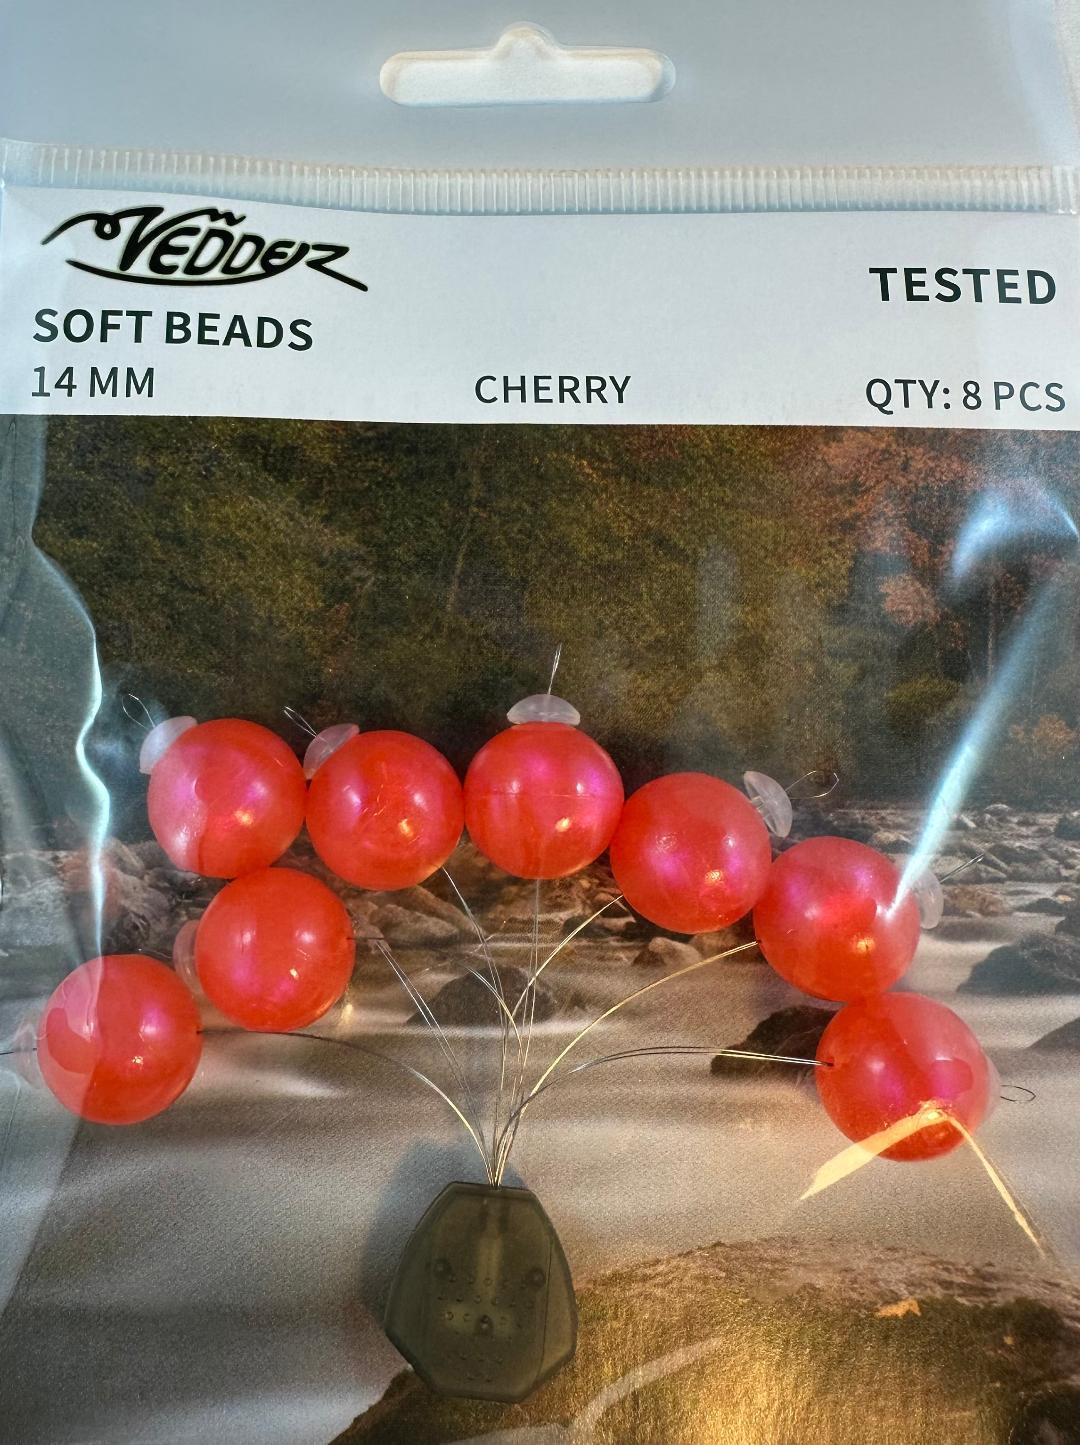 VEDDER
SOFT BEADS
TESTED
14 MM
CHERRY
QTY: 8 PCS